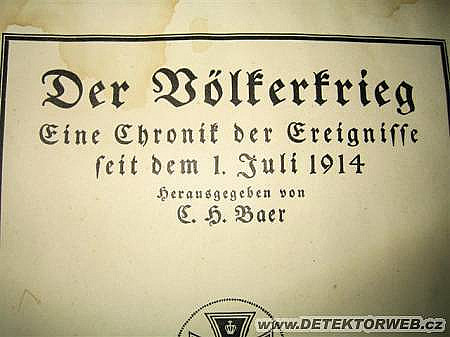 Der Völkerkrieg
Eine Chronik der Ereignisse
seit dem 1. Juli 1914
Herausgegeben von
C. H. Baer
WWW.DETEKTORWEB.CZ